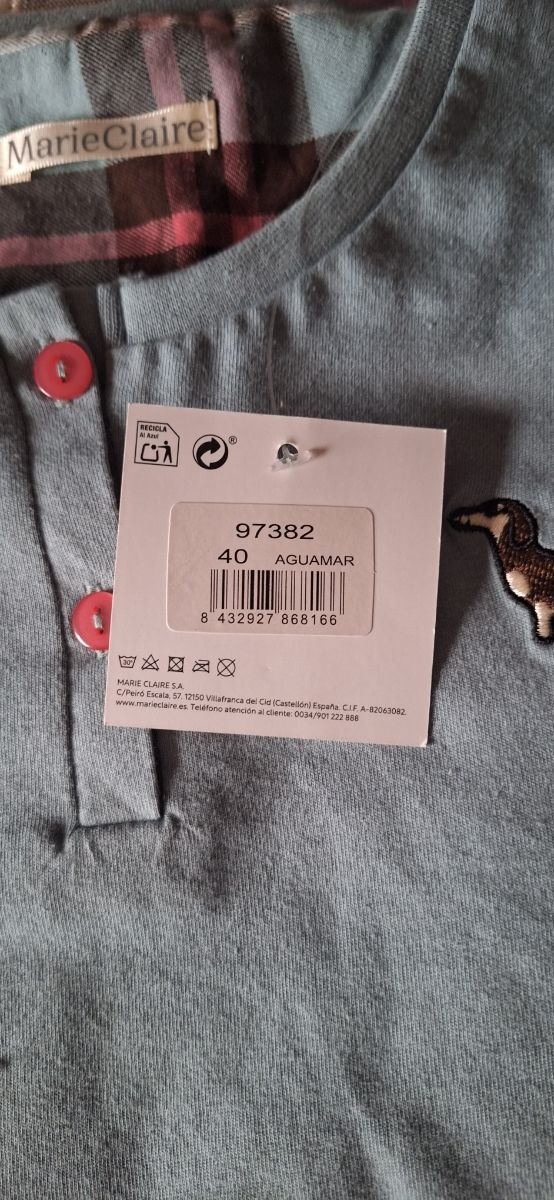 MarieClaire
RECICLA
Al Azul
®
97382
40 AGUAMAR
8 432927 868166
30°
MARIE CLAIRE S.A.
C/Peiró Escala, 57. 12150 Villafranca del Cid (Castellón) España. C.I.F. A-82063082
www.marieclaire.es. Teléfono atención al cliente: 0034/901 222 888